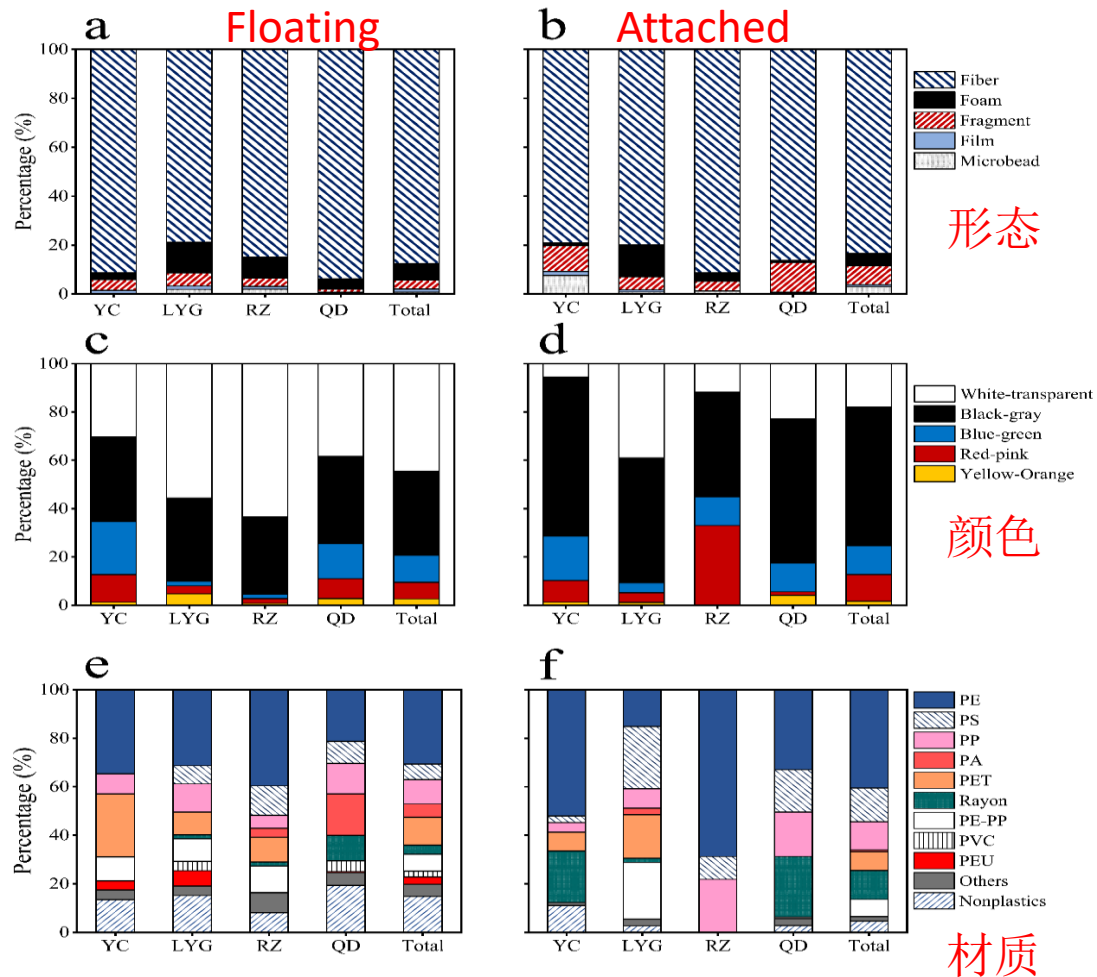 a Floating
b Attached
100
80
60
40
20
0
Percentage (%)
YC LYG RZ QD Total
YC LYG RZ QD Total
Fiber
Foam
Fragment
Film
Microbead
形态
c
d
100
80
60
40
20
0
Percentage (%)
YC LYG RZ QD Total
YC LYG RZ QD Total
White-transparent
Black-gray
Blue-green
Red-pink
Yellow-Orange
颜色
e
f
100
80
60
40
20
0
Percentage (%)
YC LYG RZ QD Total
YC LYG RZ QD Total
PE
PS
PP
PA
PET
Rayon
PE-PP
PVC
PEU
Others
Nonplastics
材质